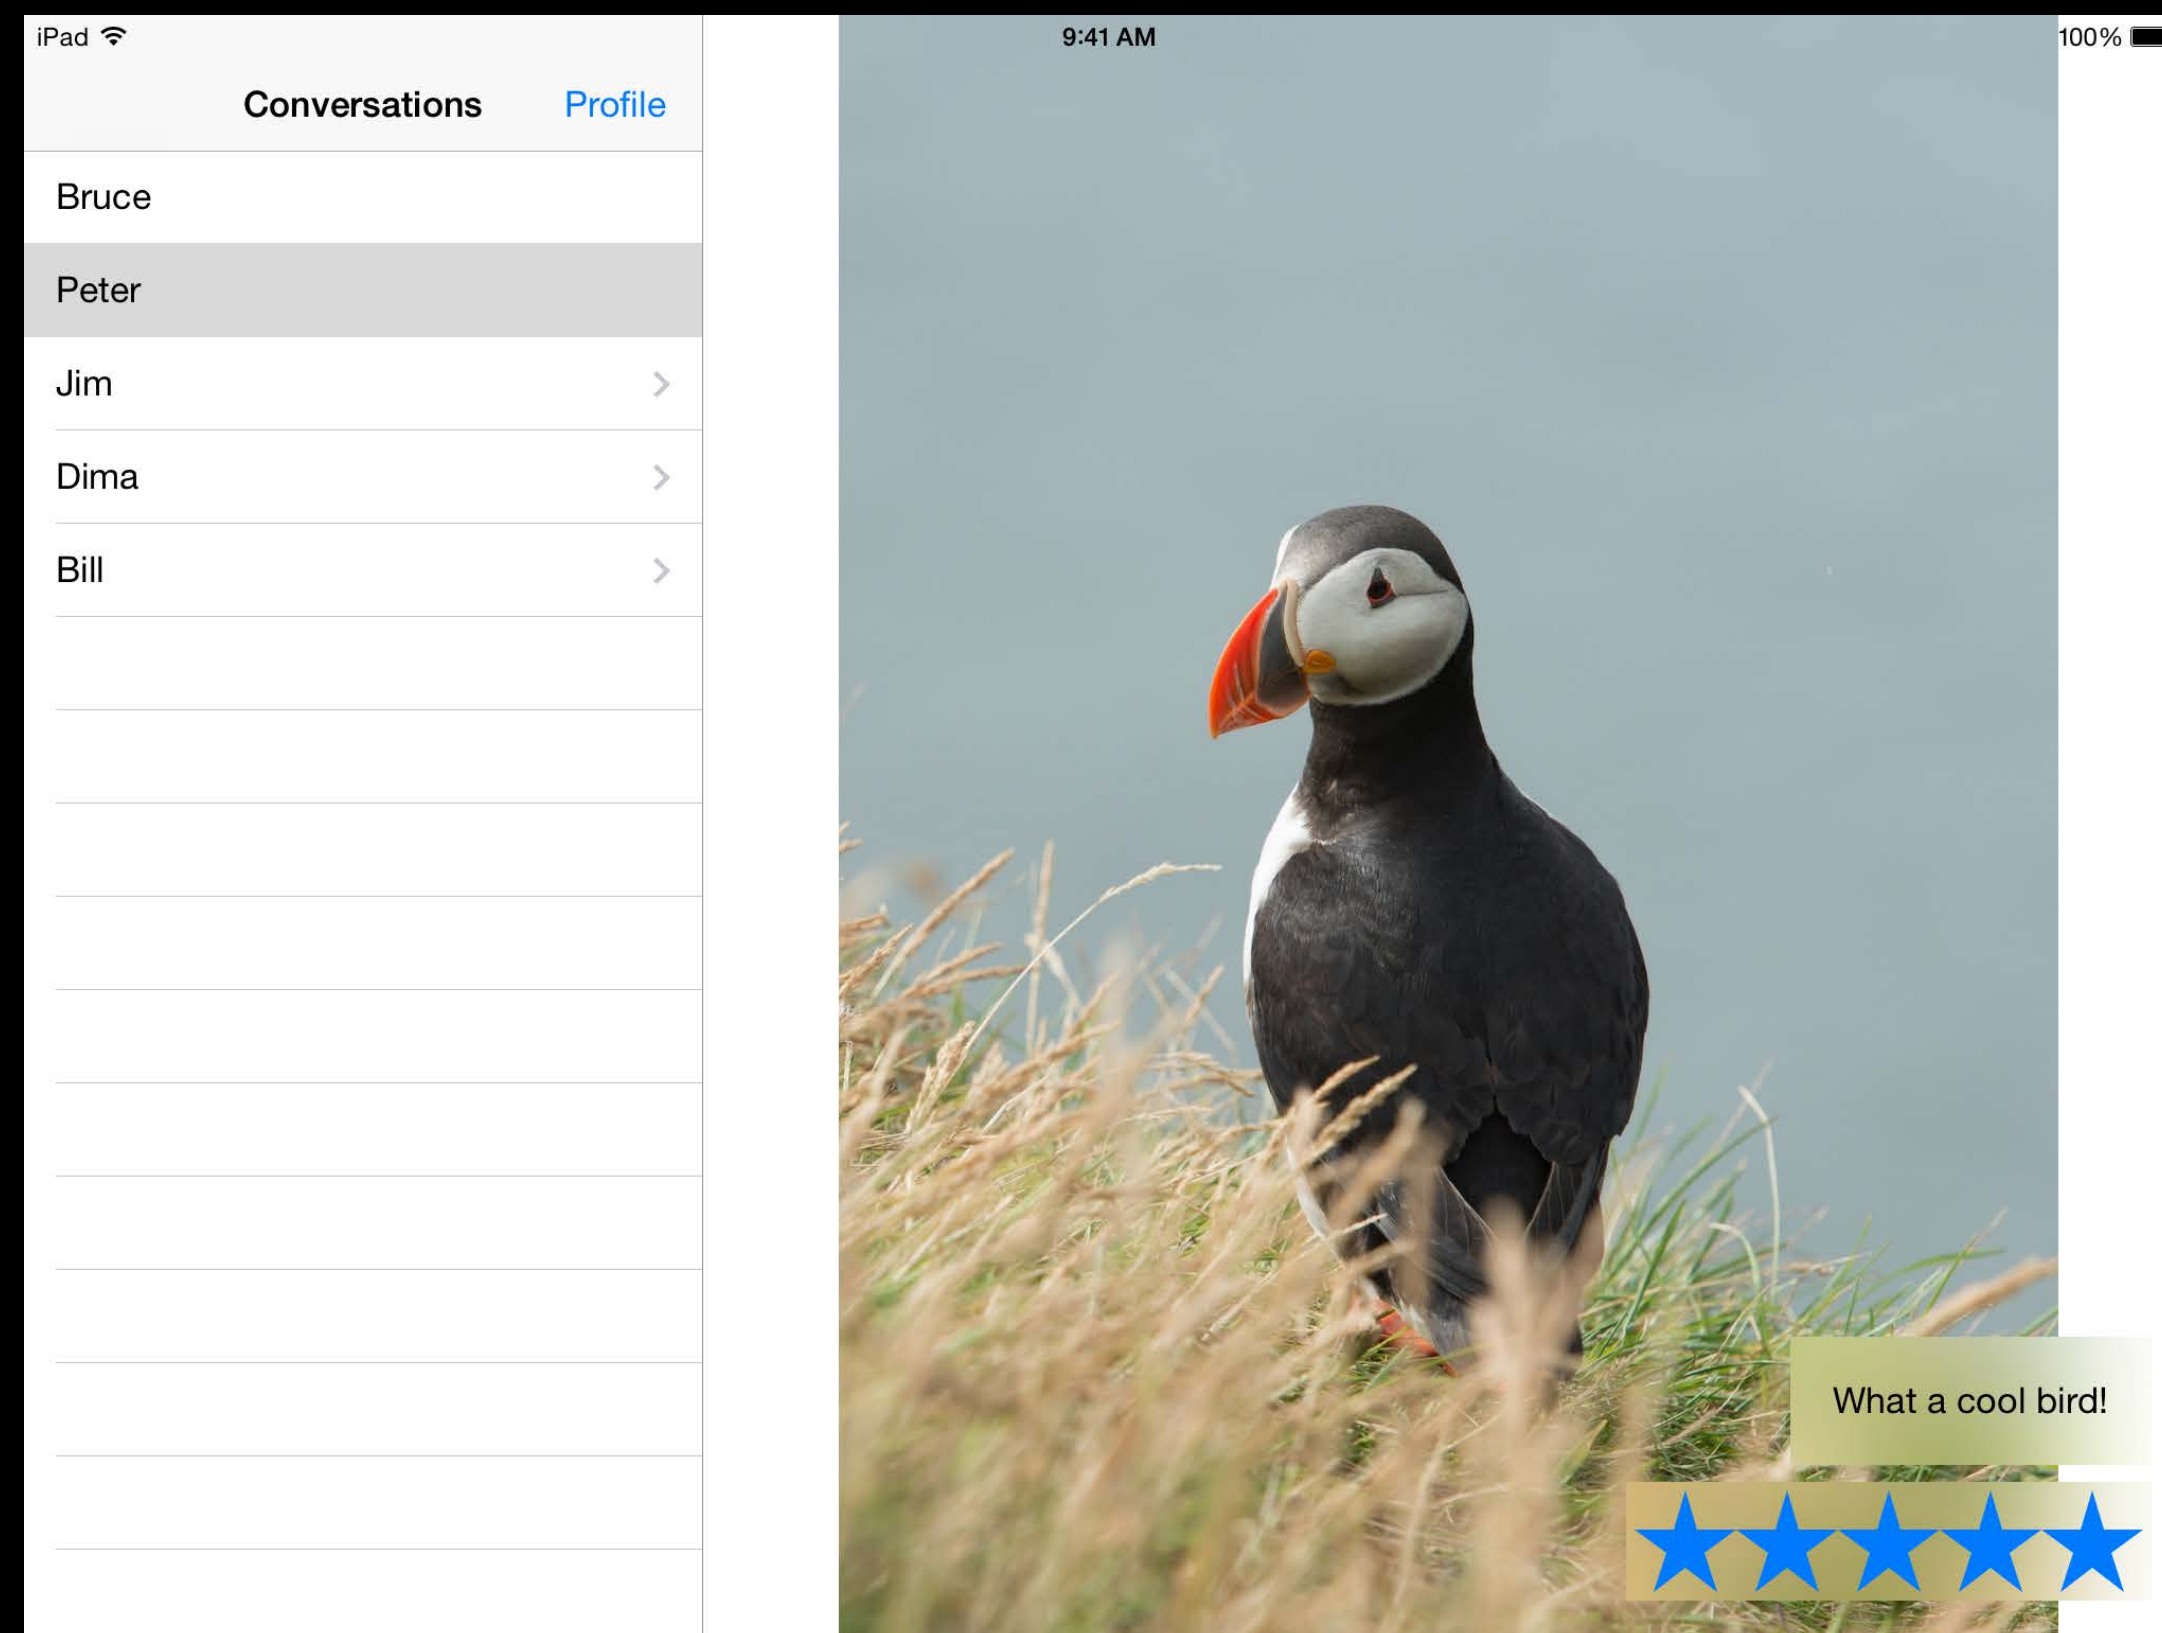 iPad
9:41 AM
100%
Conversations
Profile
Bruce
Peter
Jim
Dima
Bill
What a cool bird!